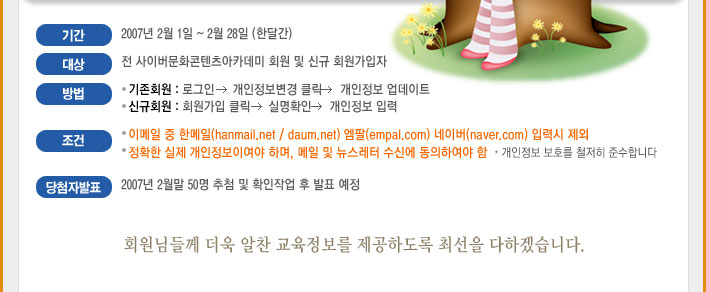 기간 2007년 2월 1일 ~ 2월 28일 (한달간)
대상 전 사이버문화콘텐츠아카데미 회원 및 신규 회원가입자
방법 • 기존회원 : 로그인→ 개인정보변경 클릭→ 개인정보 업데이트
• 신규회원 : 회원가입 클릭→ 실명확인→ 개인정보 입력
조건 • 이메일 중 한메일(hanmail.net / daum.net) 엠팔(empal.com) 네이버(naver.com) 입력시 제외
• 정확한 실제 개인정보이여야 하며, 메일 및 뉴스레터 수신에 동의하여야 함 • 개인정보 보호를 철저히 준수합니다
당첨자발표 2007년 2월말 50명 추첨 및 확인작업 후 발표 예정
회원님들께 더욱 알찬 교육정보를 제공하도록 최선을 다하겠습니다.